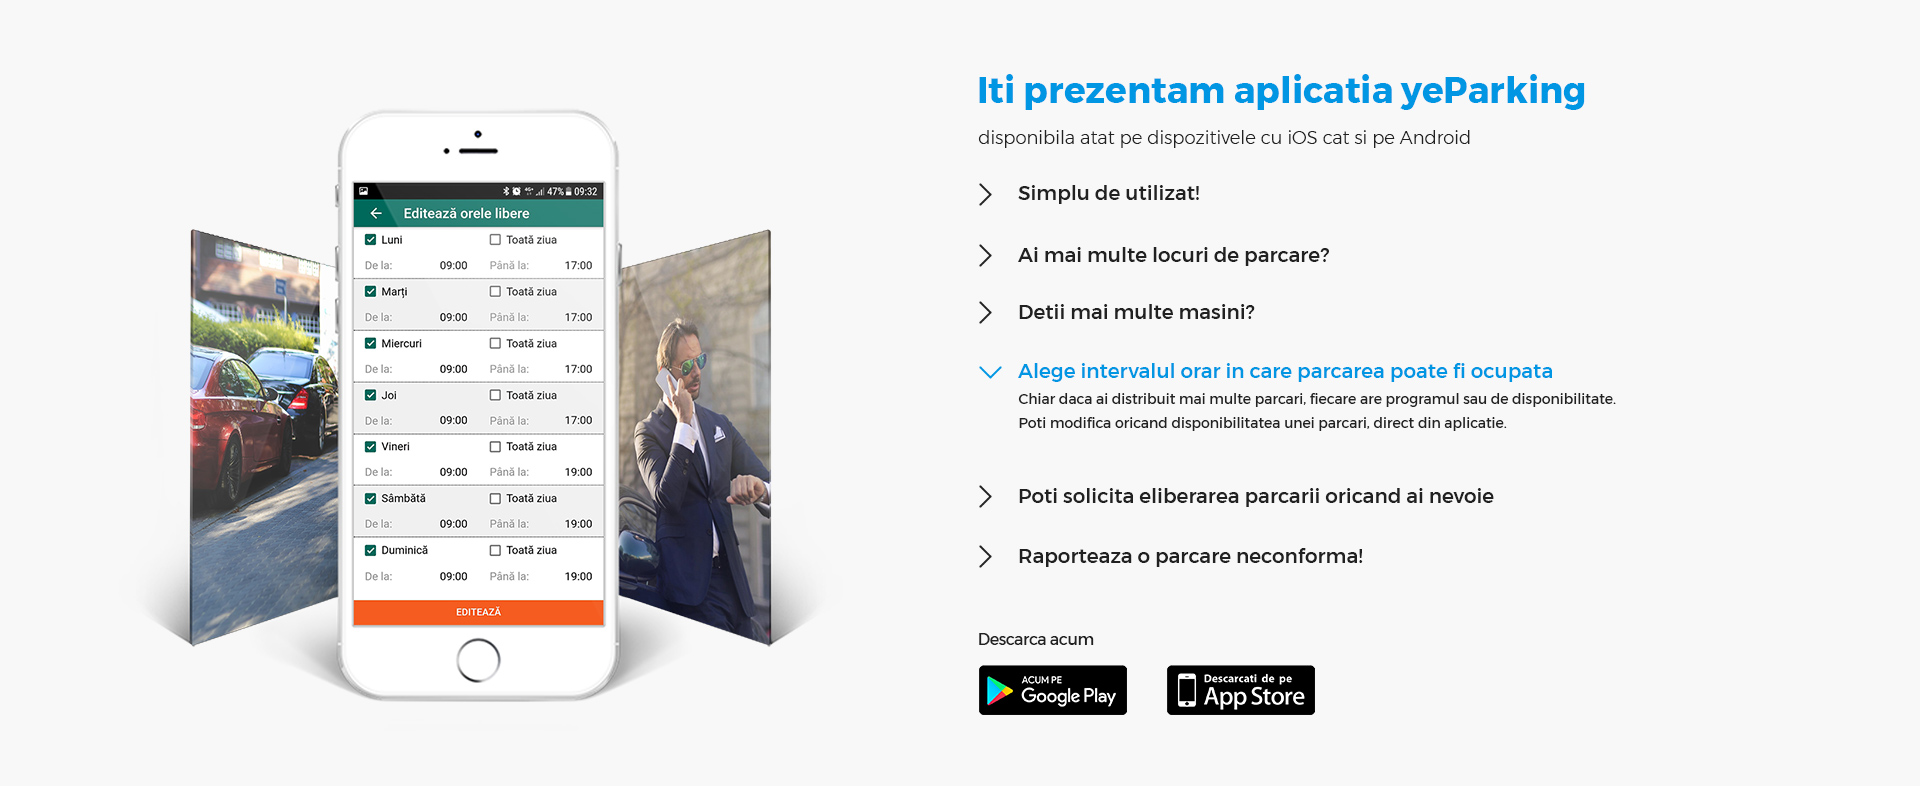 47% 09:32
Editează orele libere
Luni Toată ziua
De la: 09:00 Până la: 17:00
Marți Toată ziua
De la: 09:00 Până la: 17:00
Miercuri Toată ziua
De la: 09:00 Până la: 17:00
Joi Toată ziua
De la: 09:00 Până la: 17:00
Vineri Toată ziua
De la: 09:00 Până la: 19:00
Sâmbătă Toată ziua
De la: 09:00 Până la: 19:00
Duminică Toată ziua
De la: 09:00 Până la: 19:00
EDITEAZĂ
Iti prezentam aplicatia yeParking
disponibila atat pe dispozitivele cu iOS cat si pe Android
Simplu de utilizat!
Ai mai multe locuri de parcare?
Detii mai multe masini?
Alege intervalul orar in care parcarea poate fi ocupata
Chiar daca ai distribuit mai multe parcari, fiecare are programul sau de disponibilitate.
Poti modifica oricand disponibilitatea unei parcari, direct din aplicatie.
Poti solicita eliberarea parcarii oricand ai nevoie
Raporteaza o parcare neconforma!
Descarca acum
ACUM PE
Google Play
Descarcati de pe
App Store